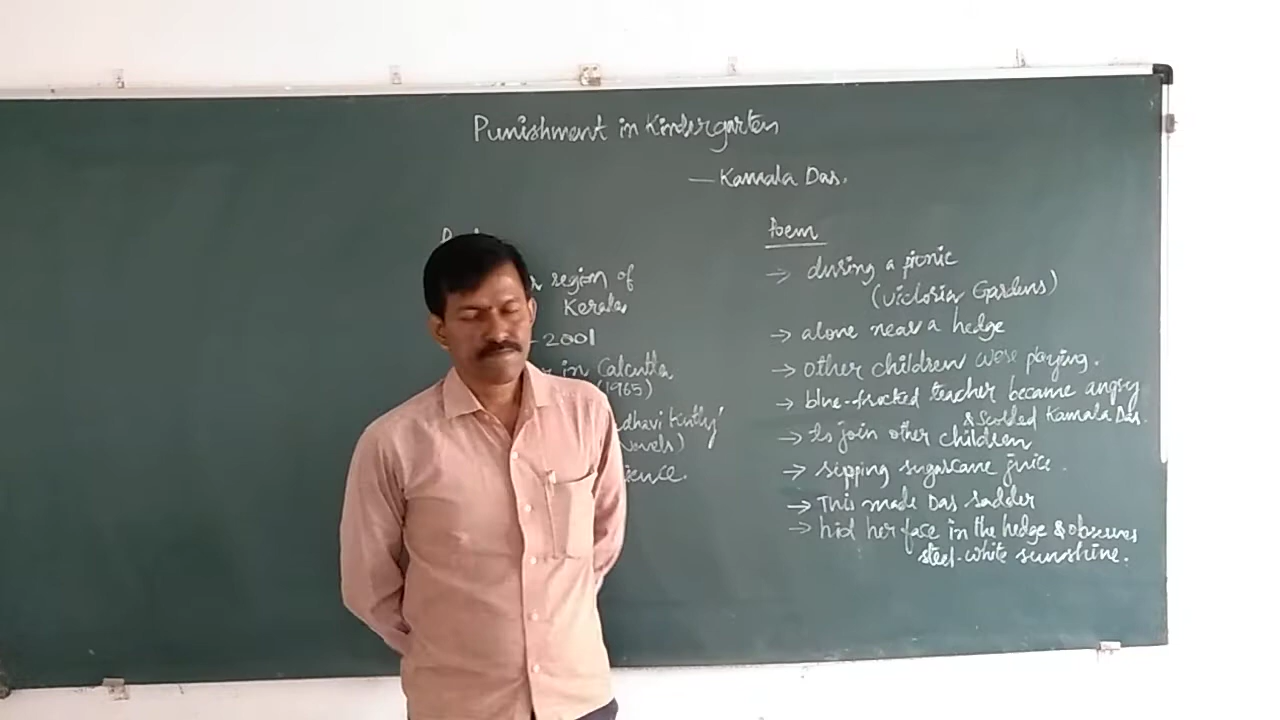 Punishment in Kindergarten
— Kamala Das.
region of
Kerala
- 2001
in Calcutta
(1965)
dhavi Kutty'
novels)
ience.
Poem
→ during a picnic
(Victoria Gardens)
→ alone near a hedge
→ other children were playing.
→ blue-frocked teacher became angry
& Scolded Kamala Das.
→ To join other children
→ sipping sugarcane juice.
→ This made Das sadder
→ hid her face in the hedge & observes
steel-white sunshine.